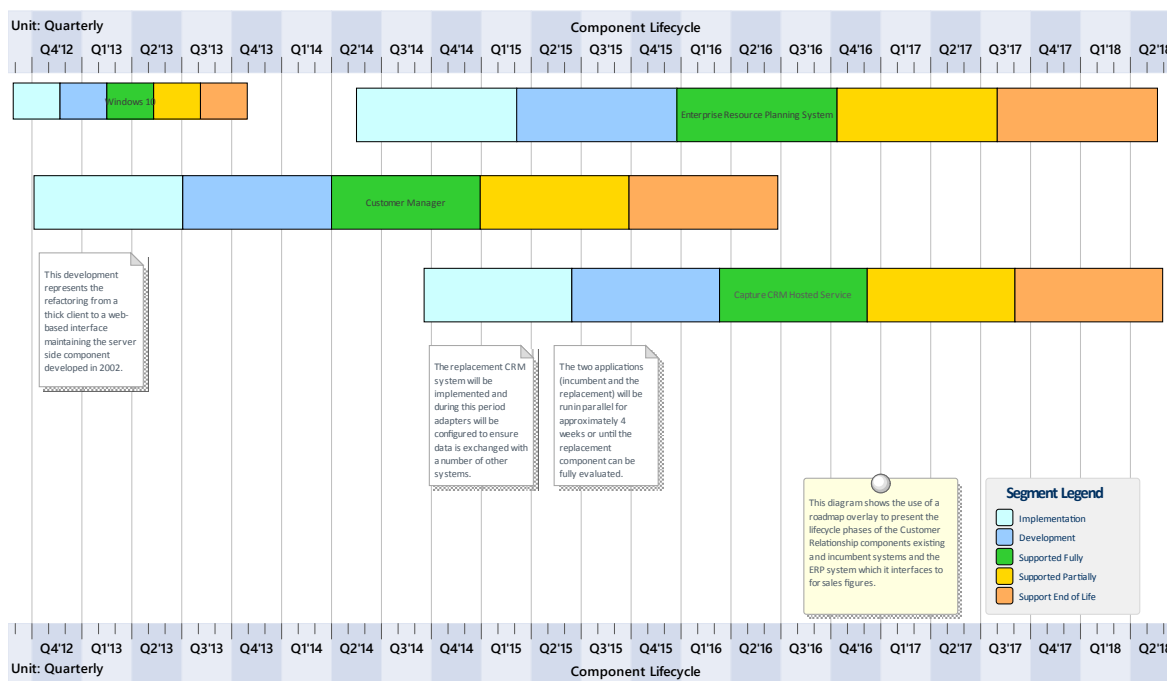 Unit: Quarterly
Component Lifecycle
Q4'12 Q1'13 Q2'13 Q3'13 Q4'13 Q1'14 Q2'14 Q3'14 Q4'14 Q1'15 Q2'15 Q3'15 Q4'15 Q1'16 Q2'16 Q3'16 Q4'16 Q1'17 Q2'17 Q3'17 Q4'17 Q1'18 Q2'18
Windows 10
Enterprise Resource Planning System
Customer Manager
Capture CRM Hosted Service
This development
represents the
refactoring from a
thick client to a web-
based interface
maintaining the server
side component
developed in 2002.
The replacement CRM
system will be
implemented and
during this period
adapters will be
configured to ensure
data is exchanged with
a number of other
systems.
The two applications
(incumbent and the
replacement) will be
run in parallel for
approximately 4
weeks or until the
replacement
component can be
fully evaluated.
This diagram shows the use of a
roadmap overlay to present the
lifecycle phases of the Customer
Relationship components existing
and incumbent systems and the
ERP system which it interfaces to
for sales figures.
Segment Legend
Implementation
Development
Supported Fully
Supported Partially
Support End of Life
Q4'12 Q1'13 Q2'13 Q3'13 Q4'13 Q1'14 Q2'14 Q3'14 Q4'14 Q1'15 Q2'15 Q3'15 Q4'15 Q1'16 Q2'16 Q3'16 Q4'16 Q1'17 Q2'17 Q3'17 Q4'17 Q1'18 Q2'18
Unit: Quarterly
Component Lifecycle